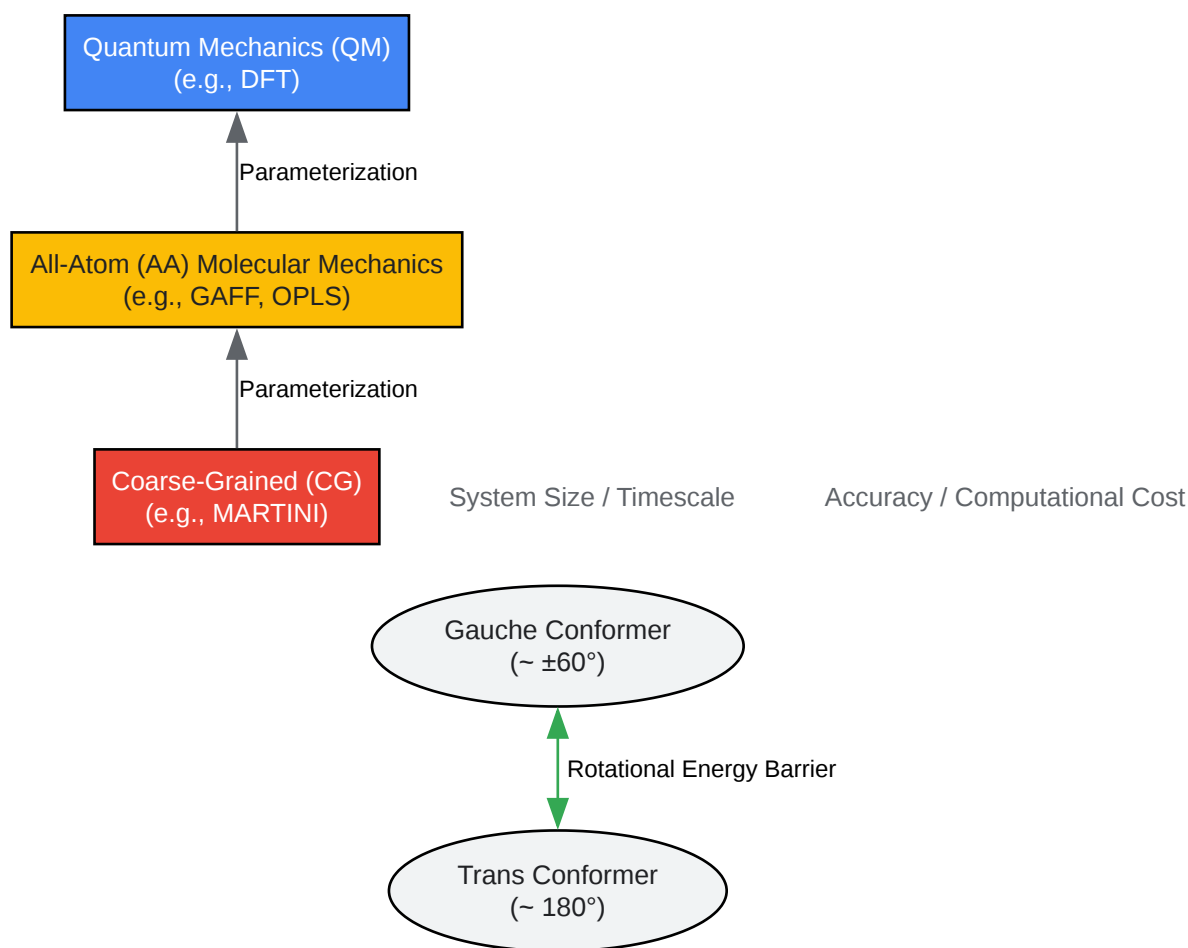 Quantum Mechanics (QM)
(e.g., DFT)
Parameterization
All-Atom (AA) Molecular Mechanics
(e.g., GAFF, OPLS)
Parameterization
Coarse-Grained (CG)
(e.g., MARTINI)
System Size / Timescale
Accuracy / Computational Cost
Gauche Conformer
(~ ±60°)
Rotational Energy Barrier
Trans Conformer
(~ 180°)